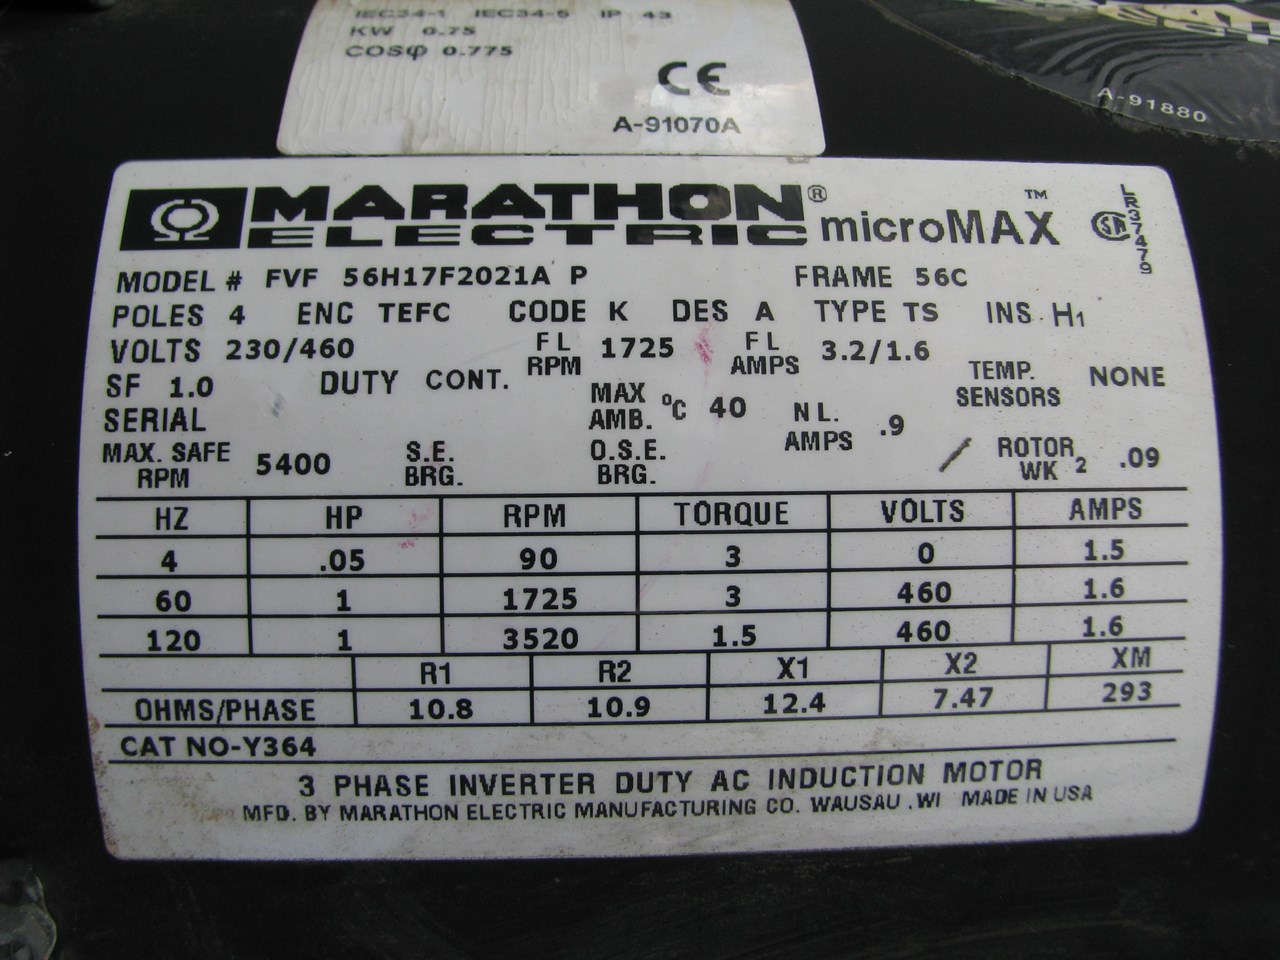 IEC34-1 IEC34-5 IP 43
KW 0.75
COSφ 0.775
CE
A-91070A
A-91880
MARATHON®
ELECTRIC
microMAX™
LR37479
MODEL # FVF 56H17F2021A P FRAME 56C
POLES 4 ENC TEFC CODE K DES A TYPE TS INS H1
VOLTS 230/460 FL RPM 1725 FL AMPS 3.2/1.6
SF 1.0 DUTY CONT. MAX AMB. °C 40 NL. AMPS .9 TEMP. SENSORS NONE
SERIAL
MAX. SAFE RPM 5400 S.E. BRG. O.S.E. BRG. ROTOR WK2 .09
HZ HP RPM TORQUE VOLTS AMPS
4 .05 90 3 0 1.5
60 1 1725 3 460 1.6
120 1 3520 1.5 460 1.6
R1 R2 X1 X2 XM
OHMS/PHASE 10.8 10.9 12.4 7.47 293
CAT NO-Y364
3 PHASE INVERTER DUTY AC INDUCTION MOTOR
MFD. BY MARATHON ELECTRIC MANUFACTURING CO. WAUSAU, WI MADE IN USA